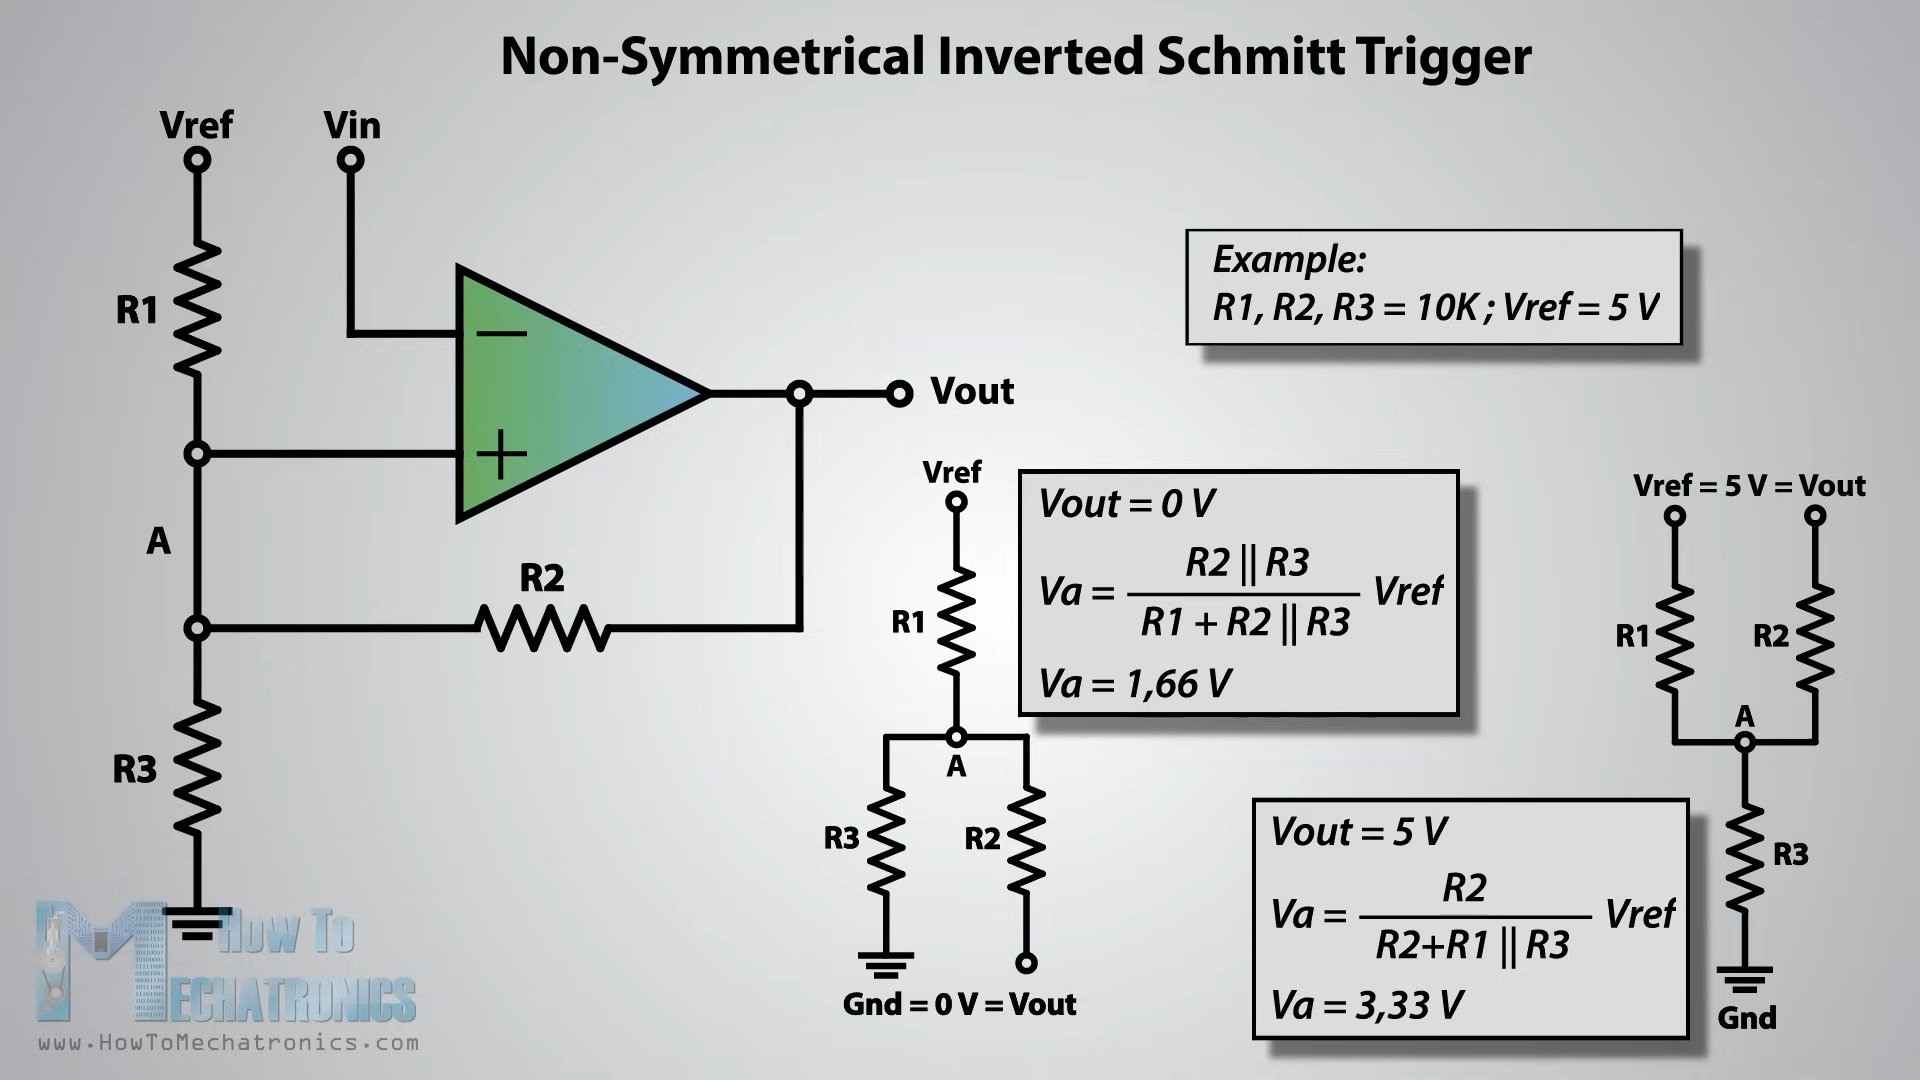 Non-Symmetrical Inverted Schmitt Trigger
Vref
Vin
R1
−
+
Vout
A
R2
R3
Example:
R1, R2, R3 = 10K ; Vref = 5 V
Vref
R1
A
R3
R2
Gnd = 0 V = Vout
Vout = 0 V
Va = R2 || R3 / R1 + R2 || R3 Vref
Va = 1,66 V
Vref = 5 V = Vout
R1
R2
A
R3
Gnd
Vout = 5 V
Va = R2 / R2+R1 || R3 Vref
Va = 3,33 V
How To
MECHATRONICS
www.HowToMechatronics.com